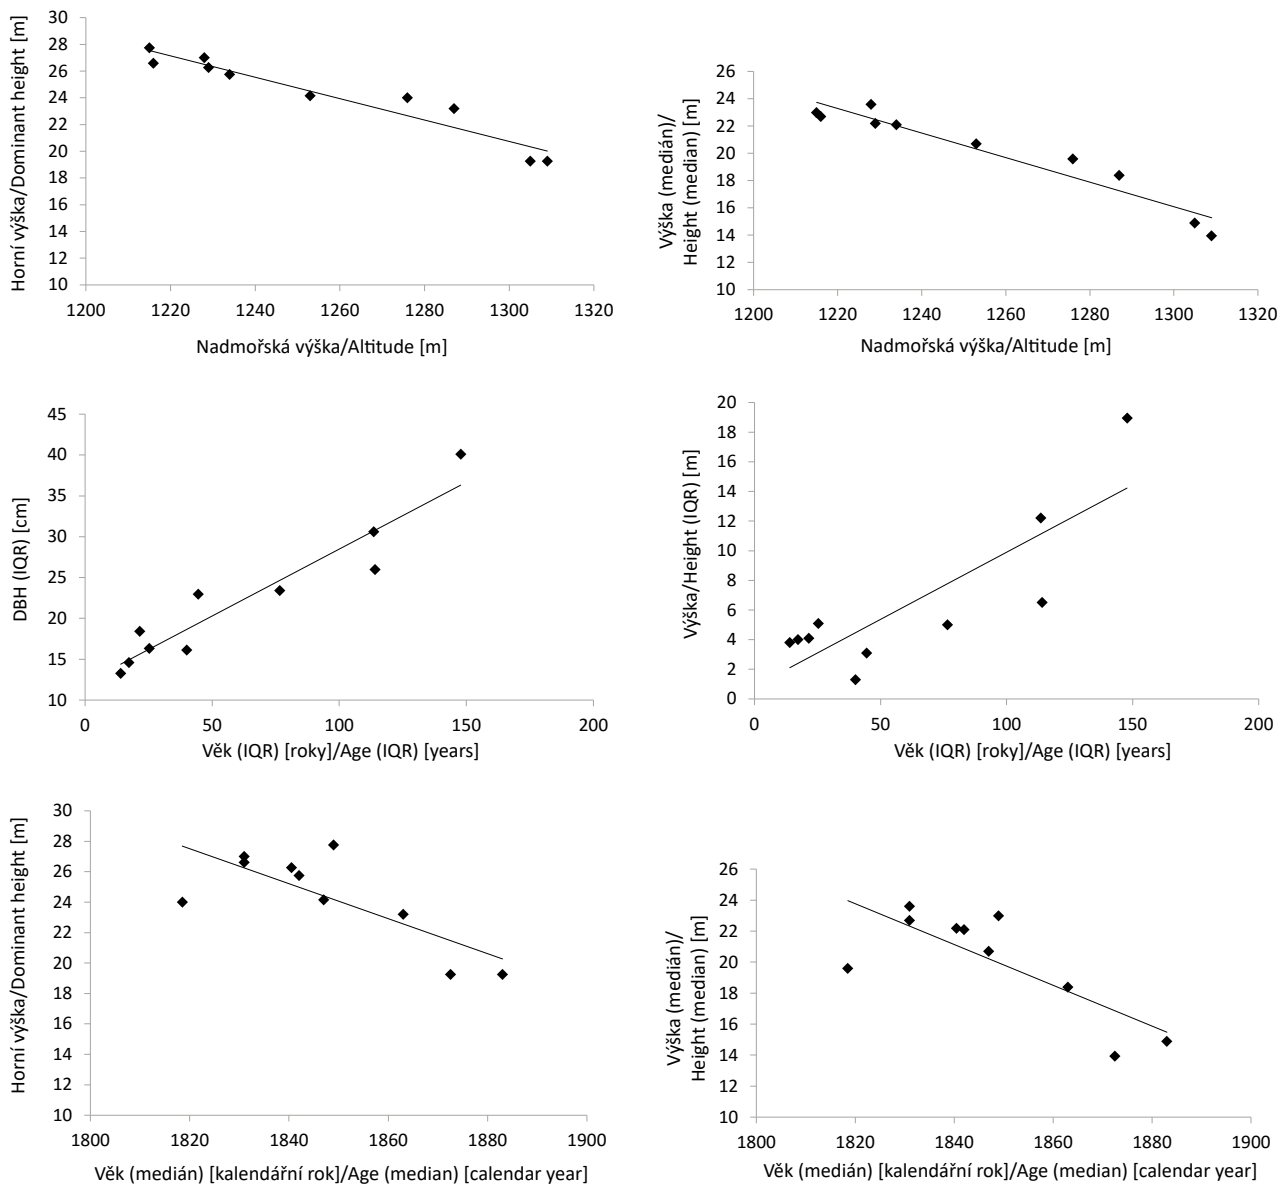 30
28
26
24
22
20
18
16
14
12
10
Horní výška/Dominant height [m]
1200 1220 1240 1260 1280 1300 1320
Nadmořská výška/Altitude [m]
26
24
22
20
18
16
14
12
10
Výška (medián)/
Height (median) [m]
1200 1220 1240 1260 1280 1300 1320
Nadmořská výška/Altitude [m]
45
40
35
30
25
20
15
10
DBH (IQR) [cm]
0 50 100 150 200
Věk (IQR) [roky]/Age (IQR) [years]
20
18
16
14
12
10
8
6
4
2
0
Výška/Height (IQR) [m]
0 50 100 150 200
Věk (IQR) [roky]/Age (IQR) [years]
30
28
26
24
22
20
18
16
14
12
10
Horní výška/Dominant height [m]
1800 1820 1840 1860 1880 1900
Věk (medián) [kalendářní rok]/Age (median) [calendar year]
26
24
22
20
18
16
14
12
10
Výška (medián)/
Height (median) [m]
1800 1820 1840 1860 1880 1900
Věk (medián) [kalendářní rok]/Age (median) [calendar year]